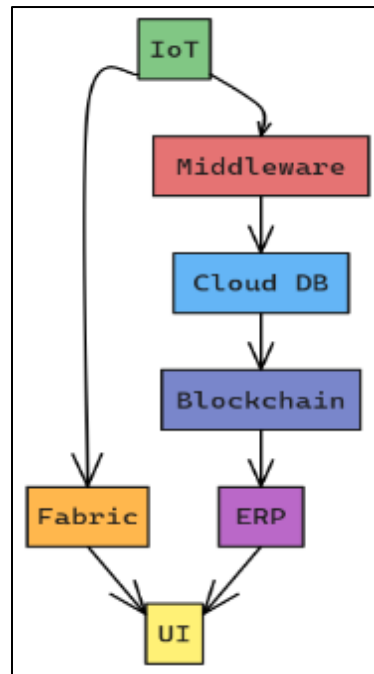 IoT
Middleware
Cloud DB
Blockchain
Fabric
ERP
UI